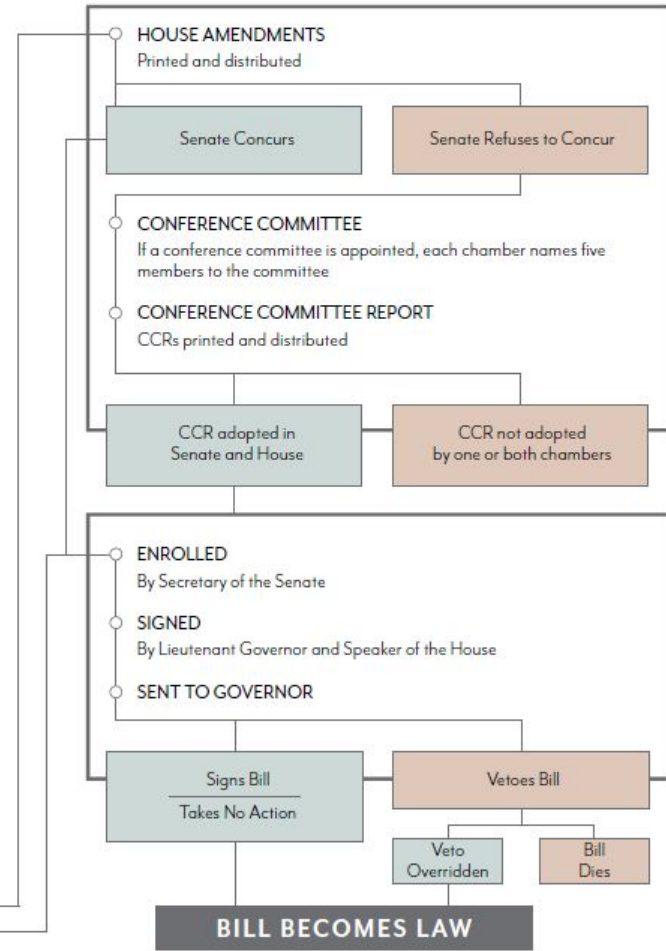 HOUSE AMENDMENTS
Printed and distributed
Senate Concurs
Senate Refuses to Concur
CONFERENCE COMMITTEE
If a conference committee is appointed, each chamber names five
members to the committee
CONFERENCE COMMITTEE REPORT
CCRs printed and distributed
CCR adopted in
Senate and House
CCR not adopted
by one or both chambers
ENROLLED
By Secretary of the Senate
SIGNED
By Lieutenant Governor and Speaker of the House
SENT TO GOVERNOR
Signs Bill
Takes No Action
Vetoes Bill
Veto
Overridden
Bill
Dies
BILL BECOMES LAW